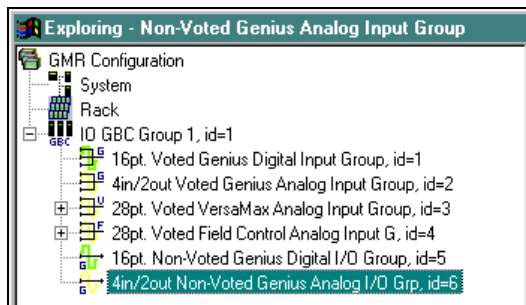 Exploring - Non-Voted Genius Analog Input Group
GMR Configuration
System
Rack
GBC IO GBC Group 1, id=1
G 16pt. Voted Genius Digital Input Group, id=1
G 4in/2out Voted Genius Analog Input Group, id=2
V 28pt. Voted VersaMax Analog Input Group, id=3
F 28pt. Voted Field Control Analog Input G, id=4
G 16pt. Non-Voted Genius Digital I/O Group, id=5
G 4in/2out Non-Voted Genius Analog I/O Grp, id=6